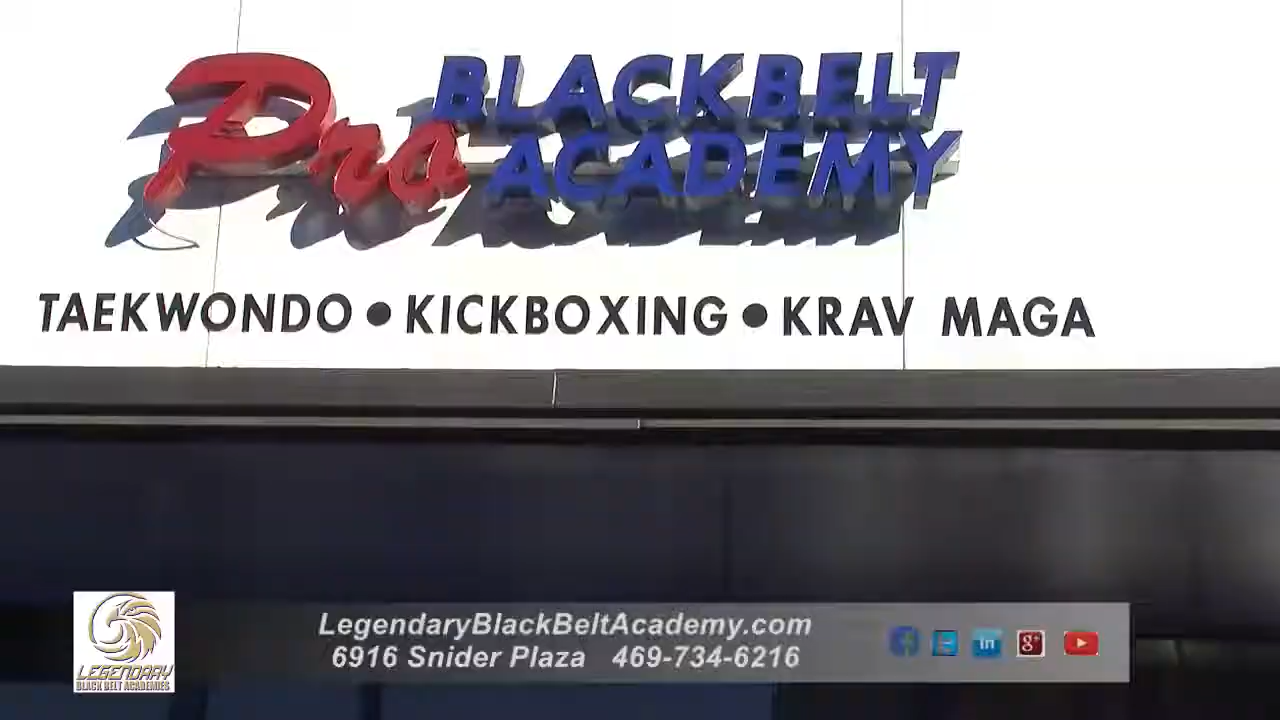 Pro BLACKBELT
ACADEMY
TAEKWONDO • KICKBOXING • KRAV MAGA
LegendaryBlackBeltAcademy.com
6916 Snider Plaza 469-734-6216
LEGENDARY
BLACK BELT ACADEMIES
in
g+